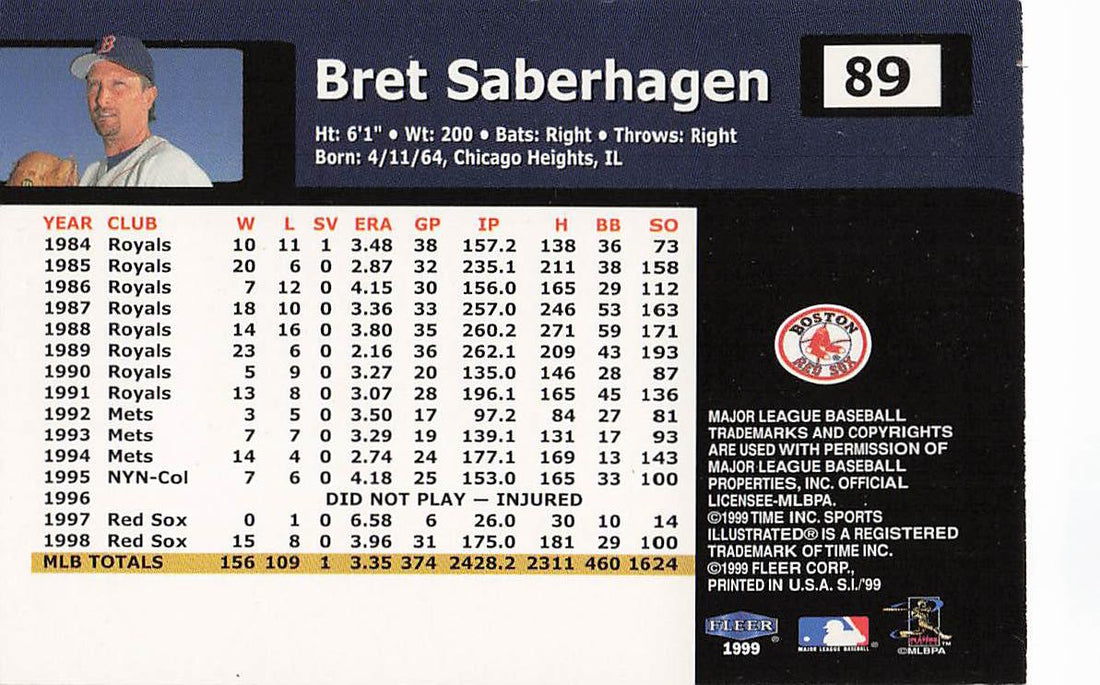 B
Bret Saberhagen
89
Ht: 6'1" • Wt: 200 • Bats: Right • Throws: Right
Born: 4/11/64, Chicago Heights, IL
YEAR CLUB W L SV ERA GP IP H BB SO
1984 Royals 10 11 1 3.48 38 157.2 138 36 73
1985 Royals 20 6 0 2.87 32 235.1 211 38 158
1986 Royals 7 12 0 4.15 30 156.0 165 29 112
1987 Royals 18 10 0 3.36 33 257.0 246 53 163
1988 Royals 14 16 0 3.80 35 260.2 271 59 171
1989 Royals 23 6 0 2.16 36 262.1 209 43 193
1990 Royals 5 9 0 3.27 20 135.0 146 28 87
1991 Royals 13 8 0 3.07 28 196.1 165 45 136
1992 Mets 3 5 0 3.50 17 97.2 84 27 81
1993 Mets 7 7 0 3.29 19 139.1 131 17 93
1994 Mets 14 4 0 2.74 24 177.1 169 13 143
1995 NYN-Col 7 6 0 4.18 25 153.0 165 33 100
1996 DID NOT PLAY — INJURED
1997 Red Sox 0 1 0 6.58 6 26.0 30 10 14
1998 Red Sox 15 8 0 3.96 31 175.0 181 29 100
MLB TOTALS 156 109 1 3.35 374 2428.2 2311 460 1624
BOSTON
RED SOX
MAJOR LEAGUE BASEBALL
TRADEMARKS AND COPYRIGHTS
ARE USED WITH PERMISSION OF
MAJOR LEAGUE BASEBALL
PROPERTIES, INC. OFFICIAL
LICENSEE-MLBPA.
©1999 TIME INC. SPORTS
ILLUSTRATED® IS A REGISTERED
TRADEMARK OF TIME INC.
©1999 FLEER CORP.,
PRINTED IN U.S.A. S.I./'99
FLEER ®
1999
MAJOR LEAGUE BASEBALL
™
©MLBPA